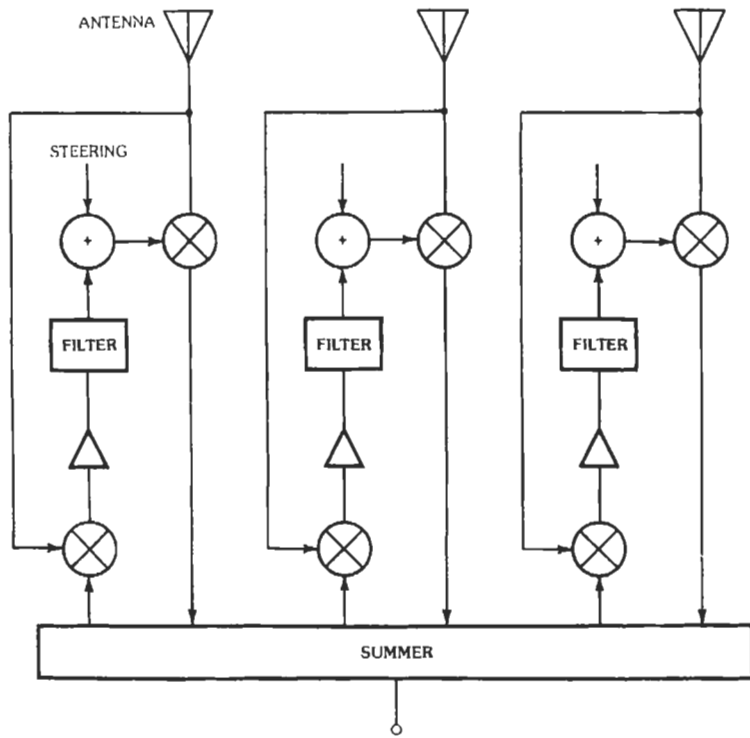 ANTENNA
STEERING
+
+
+
FILTER
FILTER
FILTER
SUMMER